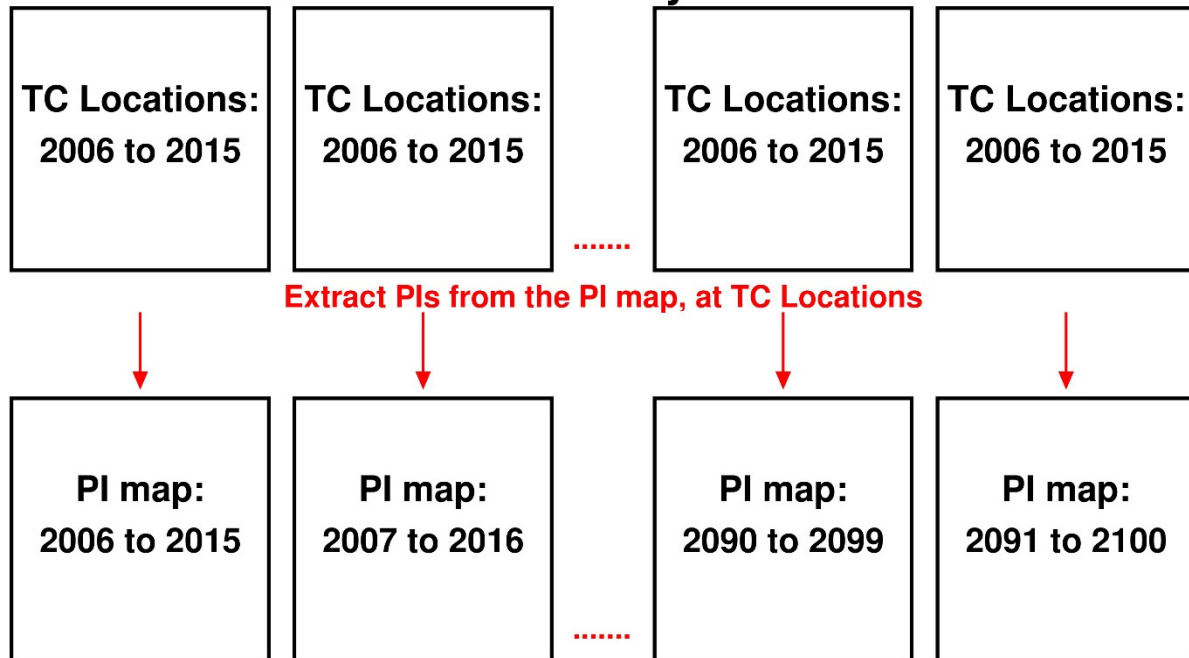 TC Locations:
2006 to 2015
TC Locations:
2006 to 2015
TC Locations:
2006 to 2015
TC Locations:
2006 to 2015
.......
Extract PIs from the PI map, at TC Locations
PI map:
2006 to 2015
PI map:
2007 to 2016
PI map:
2090 to 2099
PI map:
2091 to 2100
.......